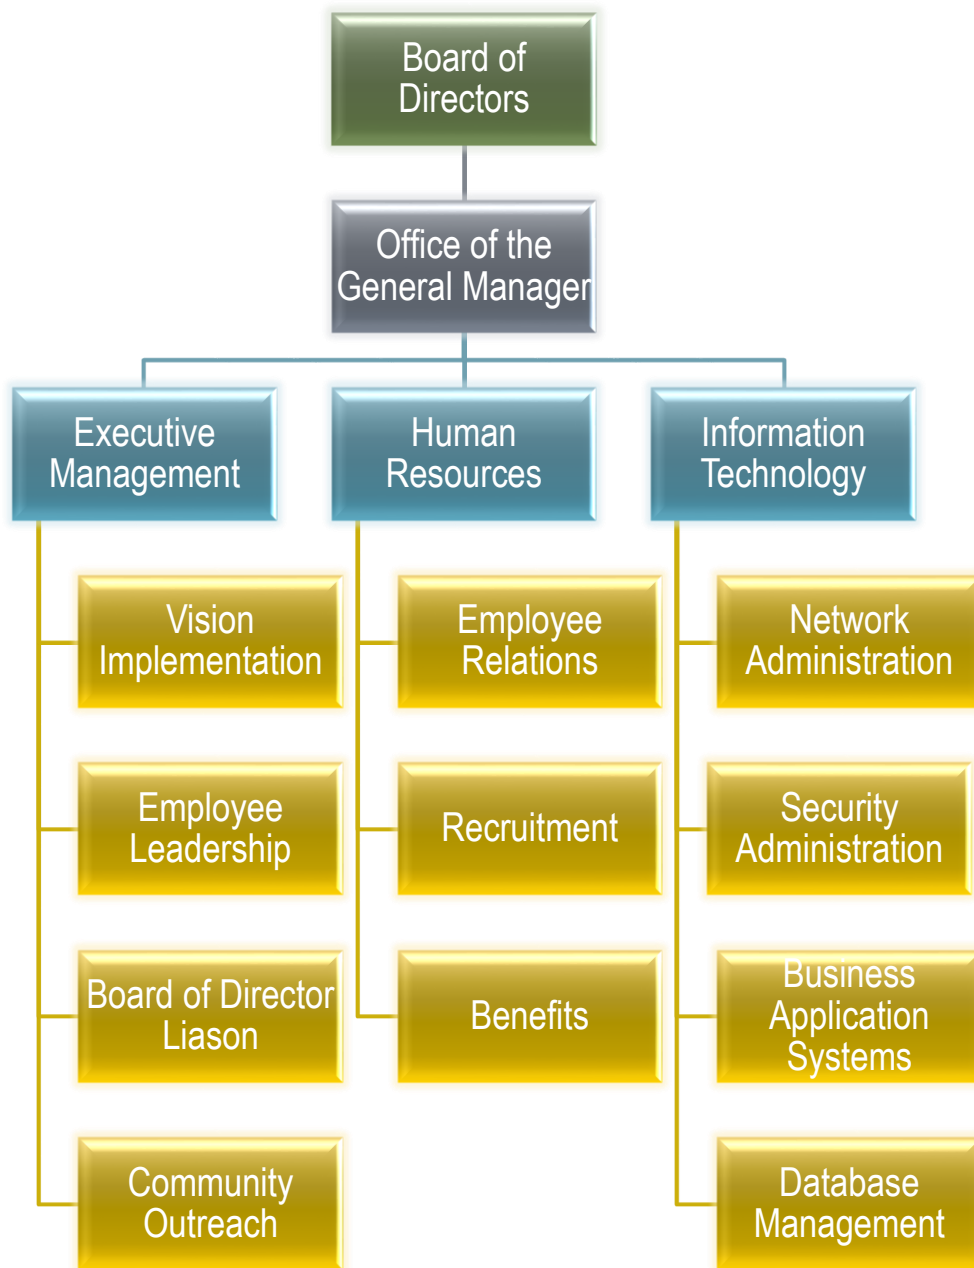 Board of
Directors
Office of the
General Manager
Executive
Management
Human
Resources
Information
Technology
Vision
Implementation
Employee
Relations
Network
Administration
Employee
Leadership
Recruitment
Security
Administration
Board of Director
Liason
Benefits
Business
Application
Systems
Community
Outreach
Database
Management